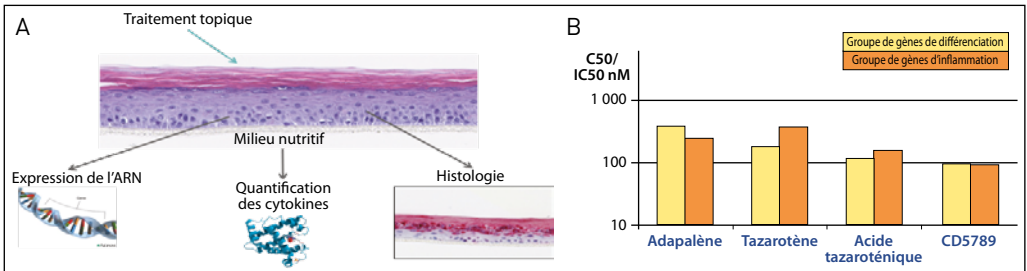 A
Traitement topique
Milieu nutritif
Expression de l'ARN
Quantification
des cytokines
Histologie
B
C50/
IC50 nM
Groupe de gènes de différenciation
Groupe de gènes d'inflammation
1 000
100
10
Adapalène
Tazarotène
Acide
tazaroténique
CD5789